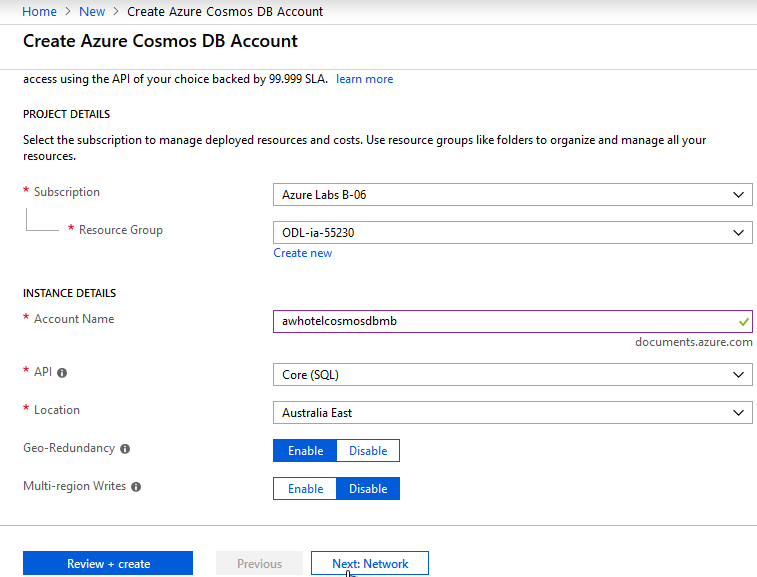 Home > New > Create Azure Cosmos DB Account
Create Azure Cosmos DB Account
access using the API of your choice backed by 99.999 SLA. learn more
PROJECT DETAILS
Select the subscription to manage deployed resources and costs. Use resource groups like folders to organize and manage all your
resources.
* Subscription
Azure Labs B-06
* Resource Group
ODL-ia-55230
Create new
INSTANCE DETAILS
* Account Name
awhotelcosmosdbmb
documents.azure.com
* API
Core (SQL)
* Location
Australia East
Geo-Redundancy
Enable Disable
Multi-region Writes
Enable Disable
Review + create Previous Next: Network